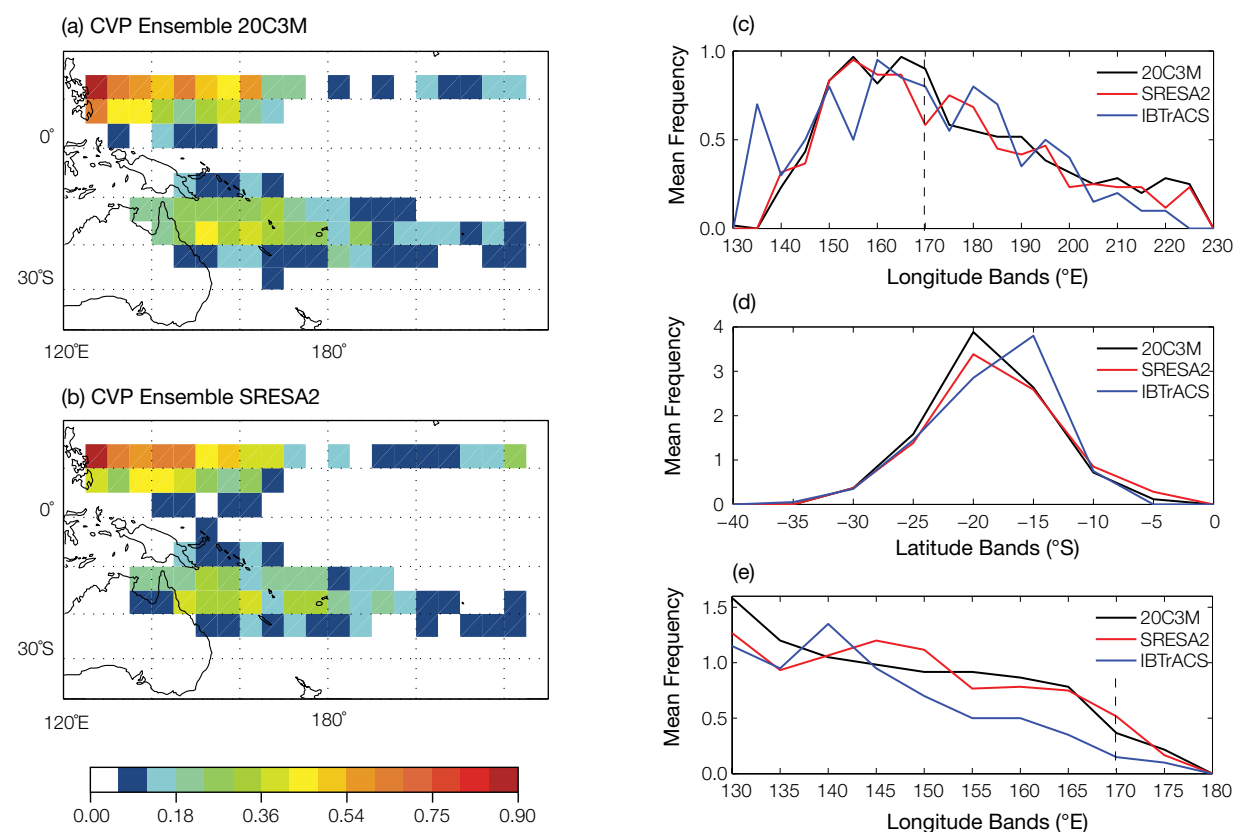 (a) CVP Ensemble 20C3M
0°
30°S
120°E
180°
(b) CVP Ensemble SRESA2
0°
30°S
120°E
180°
0.00 0.18 0.36 0.54 0.75 0.90
(c)
Mean Frequency
1.0
0.5
0.0
20C3M
SRESA2
IBTrACS
130 140 150 160 170 180 190 200 210 220 230
Longitude Bands (°E)
(d)
Mean Frequency
4
3
2
1
0
20C3M
SRESA2
IBTrACS
−40 −35 −30 −25 −20 −15 −10 −5 0
Latitude Bands (°S)
(e)
Mean Frequency
1.5
1.0
0.5
0.0
20C3M
SRESA2
IBTrACS
130 135 140 145 150 155 160 165 170 175 180
Longitude Bands (°E)